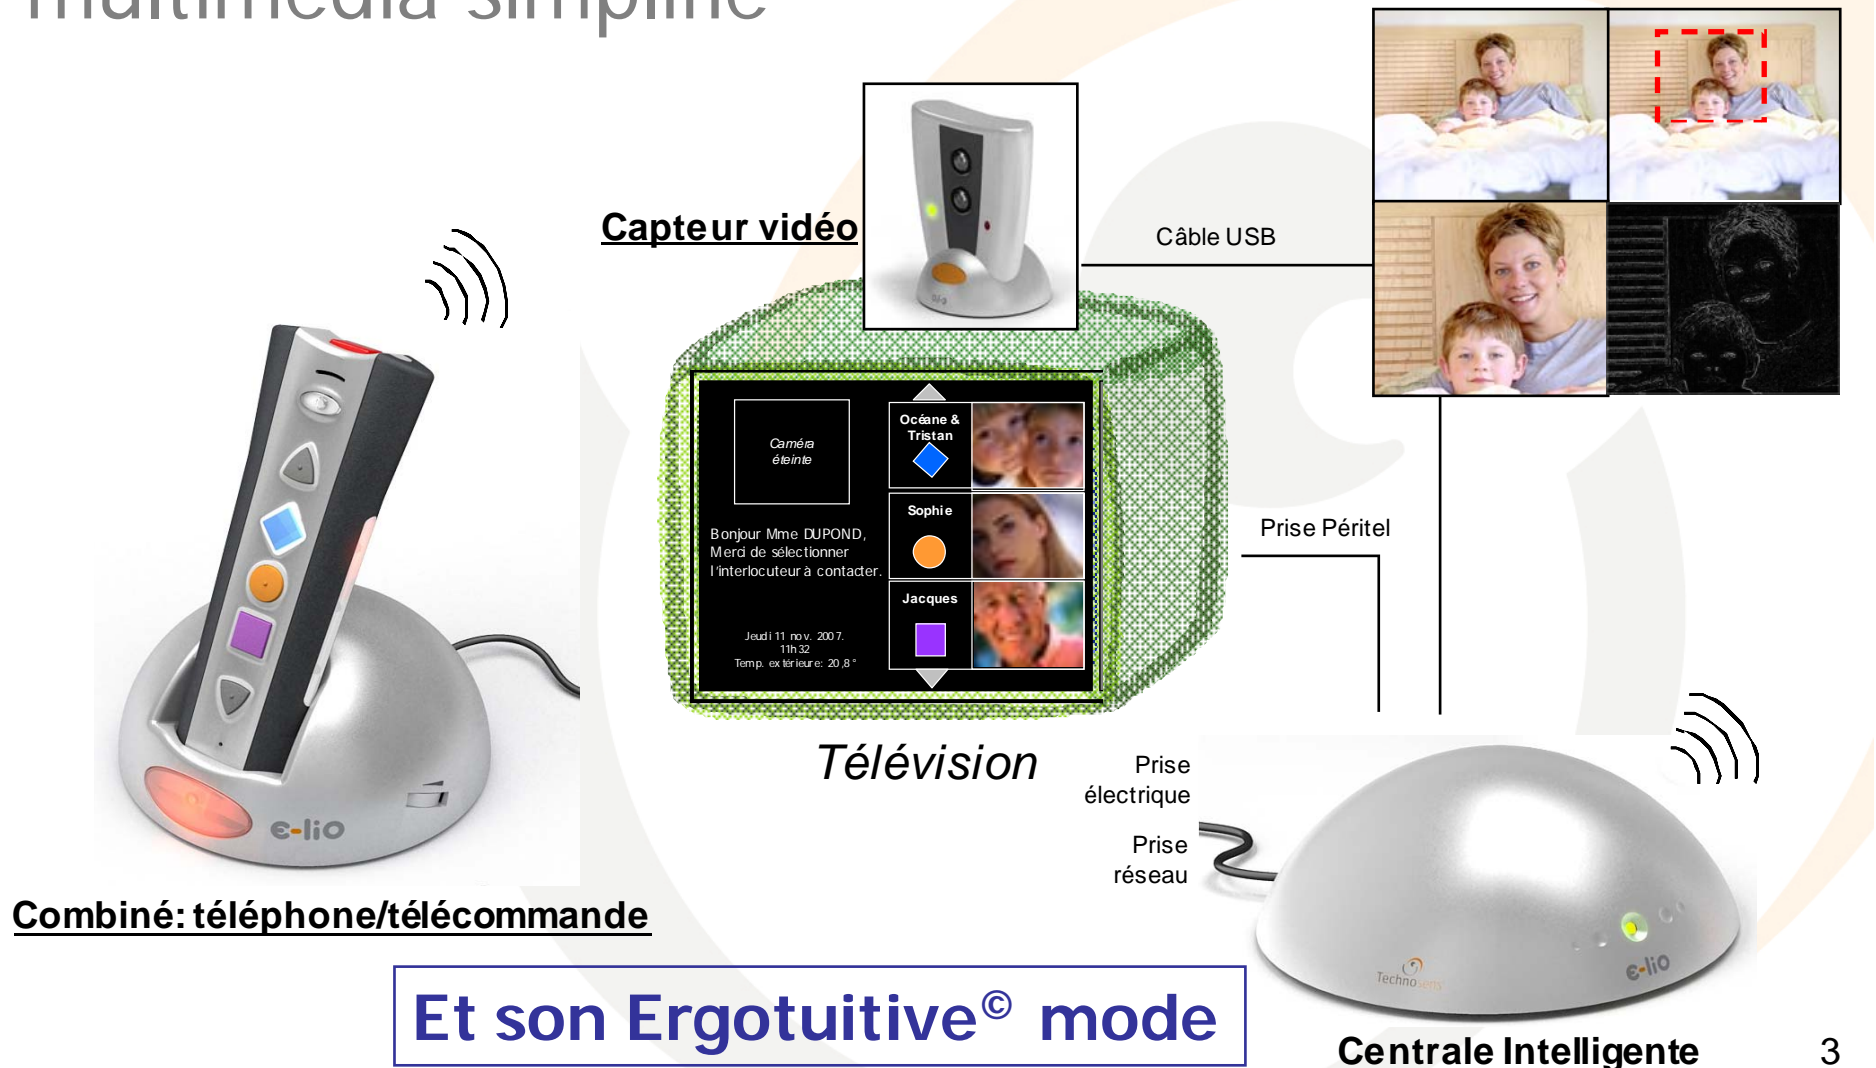 multimédia simplifié
Capteur vidéo
Câble USB
Caméra
éteinte
Océane &
Tristan
Sophie
Jacques
Bonjour Mme DUPOND,
Merci de sélectionner
l'interlocuteur à contacter.
Jeudi 11 nov. 2007.
11h32
Temp. extérieure: 20,8°
Prise Péritel
Télévision
Prise
électrique
Prise
réseau
e-lio
Combiné: téléphone/télécommande
Technosens
e-lio
Et son Ergotuitive© mode
Centrale Intelligente
3